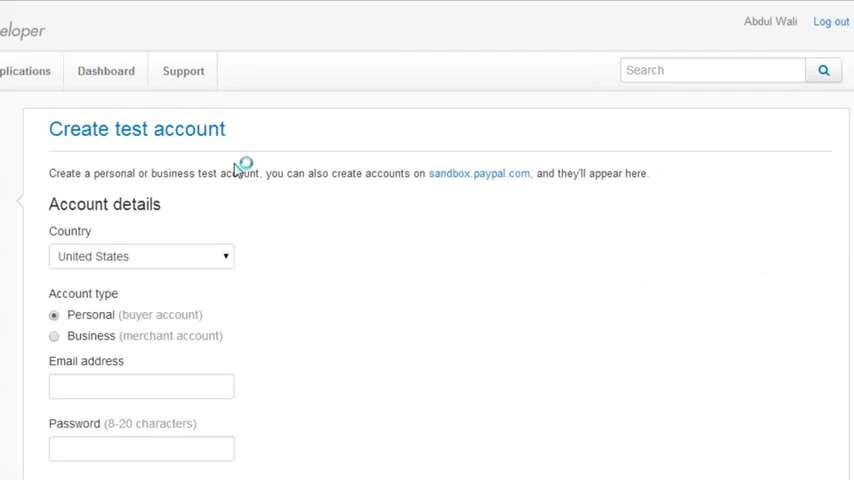 eloper
Abdul Wali Log out
plications Dashboard Support Search
Create test account
Create a personal or business test account, you can also create accounts on sandbox.paypal.com, and they'll appear here.
Account details
Country
United States
Account type
Personal (buyer account)
Business (merchant account)
Email address
Password (8-20 characters)